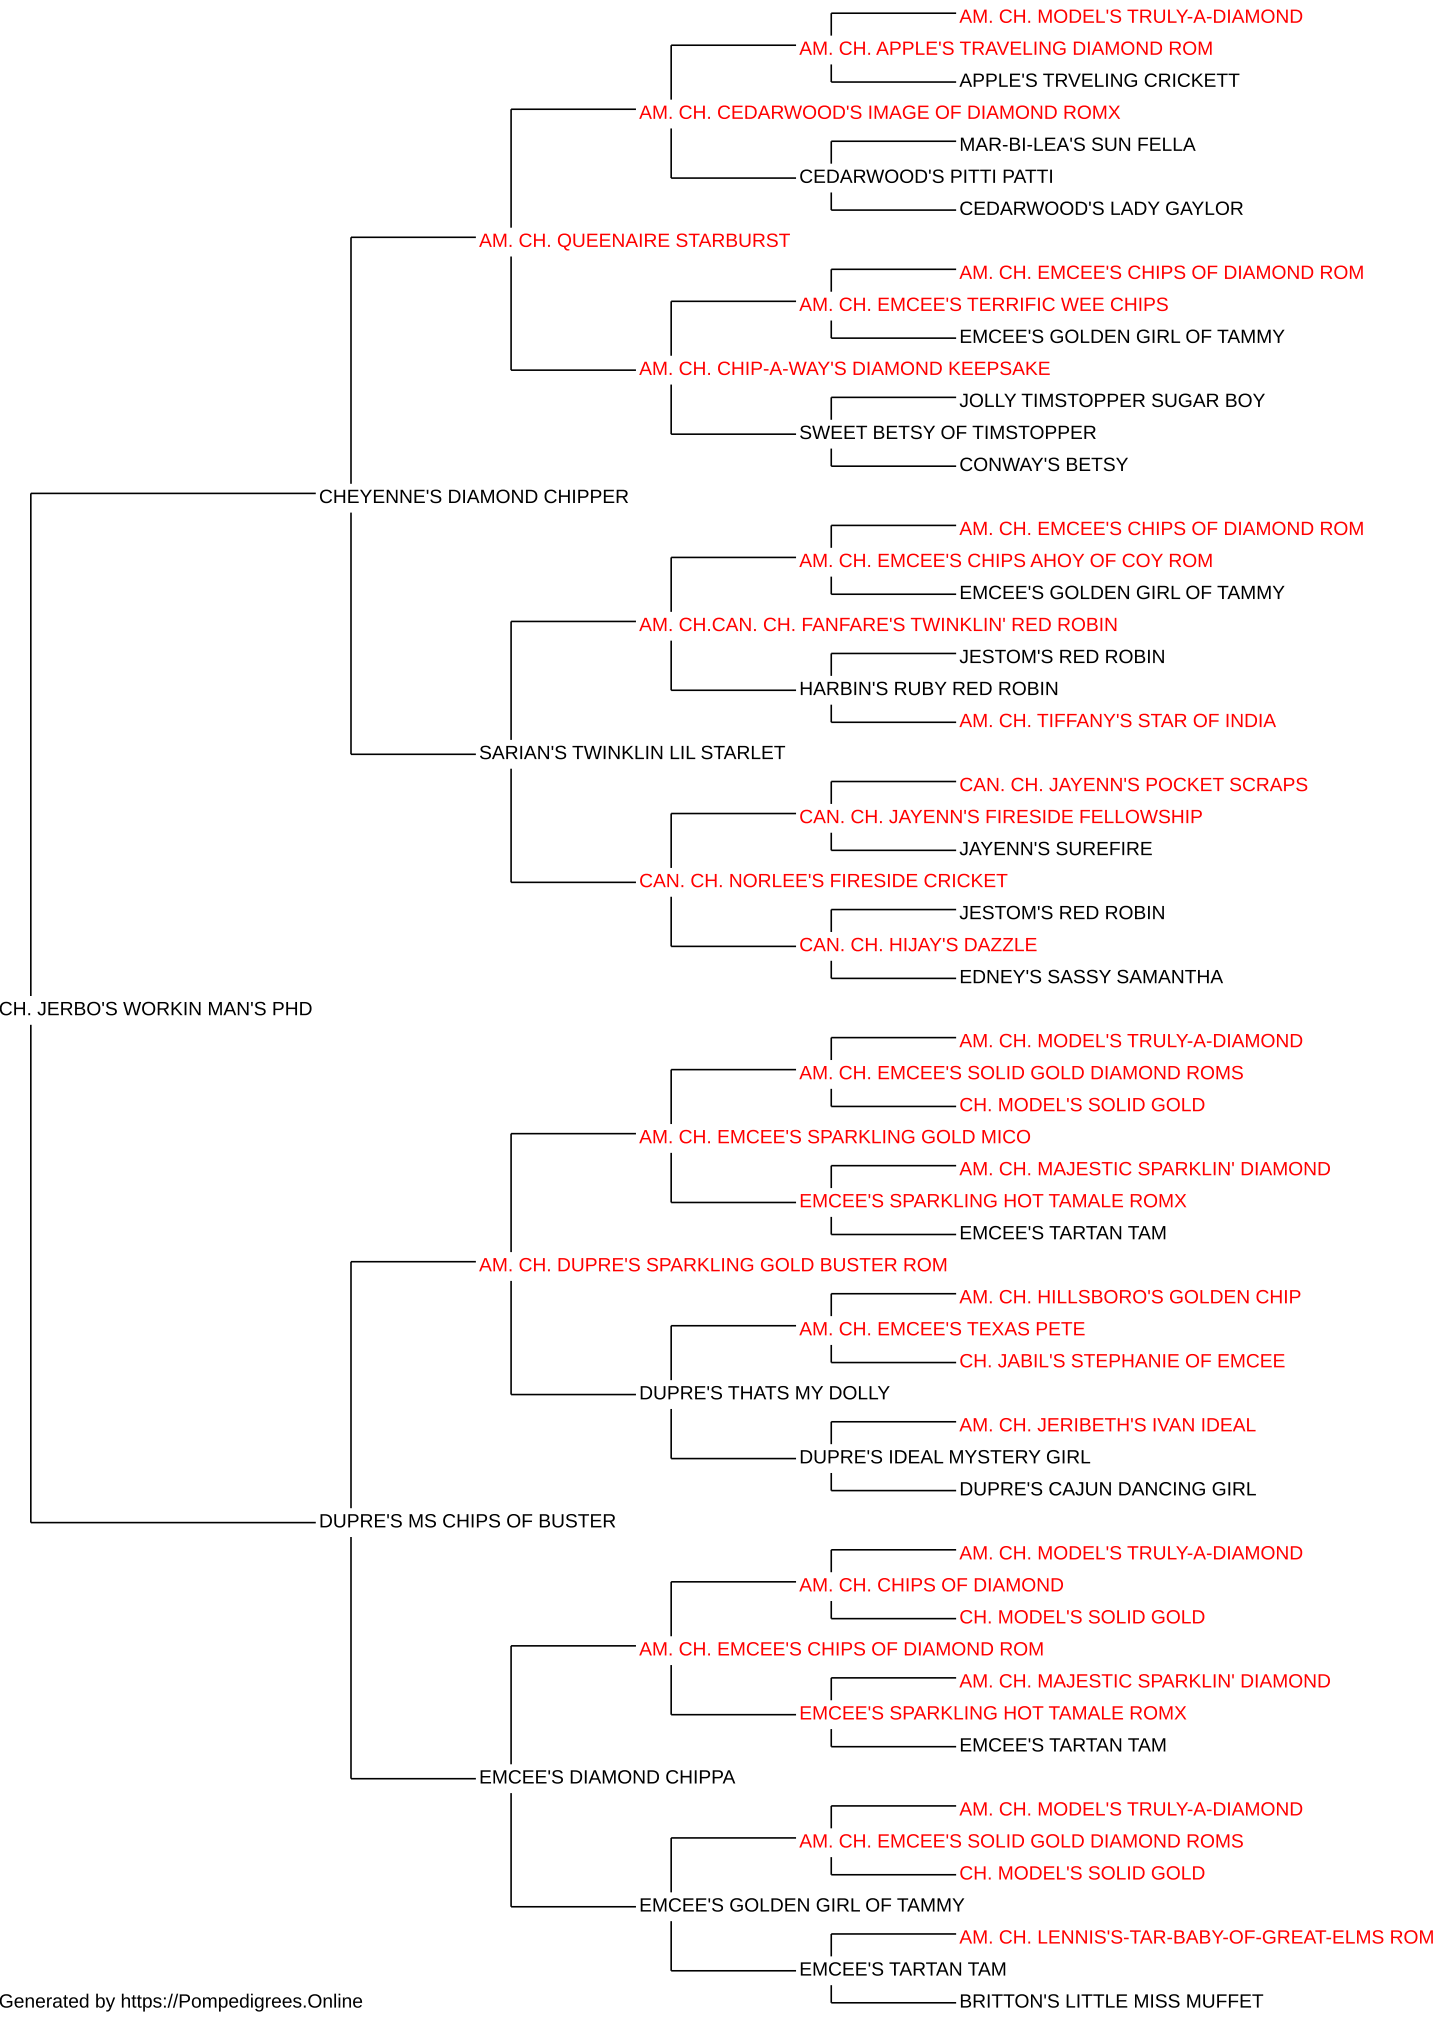 AM. CH. MODEL'S TRULY-A-DIAMOND
AM. CH. APPLE'S TRAVELING DIAMOND ROM
APPLE'S TRVELING CRICKETT
AM. CH. CEDARWOOD'S IMAGE OF DIAMOND ROMX
MAR-BI-LEA'S SUN FELLA
CEDARWOOD'S PITTI PATTI
CEDARWOOD'S LADY GAYLOR
AM. CH. QUEENAIRE STARBURST
AM. CH. EMCEE'S CHIPS OF DIAMOND ROM
AM. CH. EMCEE'S TERRIFIC WEE CHIPS
EMCEE'S GOLDEN GIRL OF TAMMY
AM. CH. CHIP-A-WAY'S DIAMOND KEEPSAKE
JOLLY TIMSTOPPER SUGAR BOY
SWEET BETSY OF TIMSTOPPER
CONWAY'S BETSY
CHEYENNE'S DIAMOND CHIPPER
AM. CH. EMCEE'S CHIPS OF DIAMOND ROM
AM. CH. EMCEE'S CHIPS AHOY OF COY ROM
EMCEE'S GOLDEN GIRL OF TAMMY
AM. CH.CAN. CH. FANFARE'S TWINKLIN' RED ROBIN
JESTOM'S RED ROBIN
HARBIN'S RUBY RED ROBIN
AM. CH. TIFFANY'S STAR OF INDIA
SARIAN'S TWINKLIN LIL STARLET
CAN. CH. JAYENN'S POCKET SCRAPS
CAN. CH. JAYENN'S FIRESIDE FELLOWSHIP
JAYENN'S SUREFIRE
CAN. CH. NORLEE'S FIRESIDE CRICKET
JESTOM'S RED ROBIN
CAN. CH. HIJAY'S DAZZLE
EDNEY'S SASSY SAMANTHA
CH. JERBO'S WORKIN MAN'S PHD
AM. CH. MODEL'S TRULY-A-DIAMOND
AM. CH. EMCEE'S SOLID GOLD DIAMOND ROMS
CH. MODEL'S SOLID GOLD
AM. CH. EMCEE'S SPARKLING GOLD MICO
AM. CH. MAJESTIC SPARKLIN' DIAMOND
EMCEE'S SPARKLING HOT TAMALE ROMX
EMCEE'S TARTAN TAM
AM. CH. DUPRE'S SPARKLING GOLD BUSTER ROM
AM. CH. HILLSBORO'S GOLDEN CHIP
AM. CH. EMCEE'S TEXAS PETE
CH. JABIL'S STEPHANIE OF EMCEE
DUPRE'S THATS MY DOLLY
AM. CH. JERIBETH'S IVAN IDEAL
DUPRE'S IDEAL MYSTERY GIRL
DUPRE'S CAJUN DANCING GIRL
DUPRE'S MS CHIPS OF BUSTER
AM. CH. MODEL'S TRULY-A-DIAMOND
AM. CH. CHIPS OF DIAMOND
CH. MODEL'S SOLID GOLD
AM. CH. EMCEE'S CHIPS OF DIAMOND ROM
AM. CH. MAJESTIC SPARKLIN' DIAMOND
EMCEE'S SPARKLING HOT TAMALE ROMX
EMCEE'S TARTAN TAM
EMCEE'S DIAMOND CHIPPA
AM. CH. MODEL'S TRULY-A-DIAMOND
AM. CH. EMCEE'S SOLID GOLD DIAMOND ROMS
CH. MODEL'S SOLID GOLD
EMCEE'S GOLDEN GIRL OF TAMMY
AM. CH. LENNIS'S-TAR-BABY-OF-GREAT-ELMS ROM
EMCEE'S TARTAN TAM
BRITTON'S LITTLE MISS MUFFET
Generated by https://Pompedigrees.Online